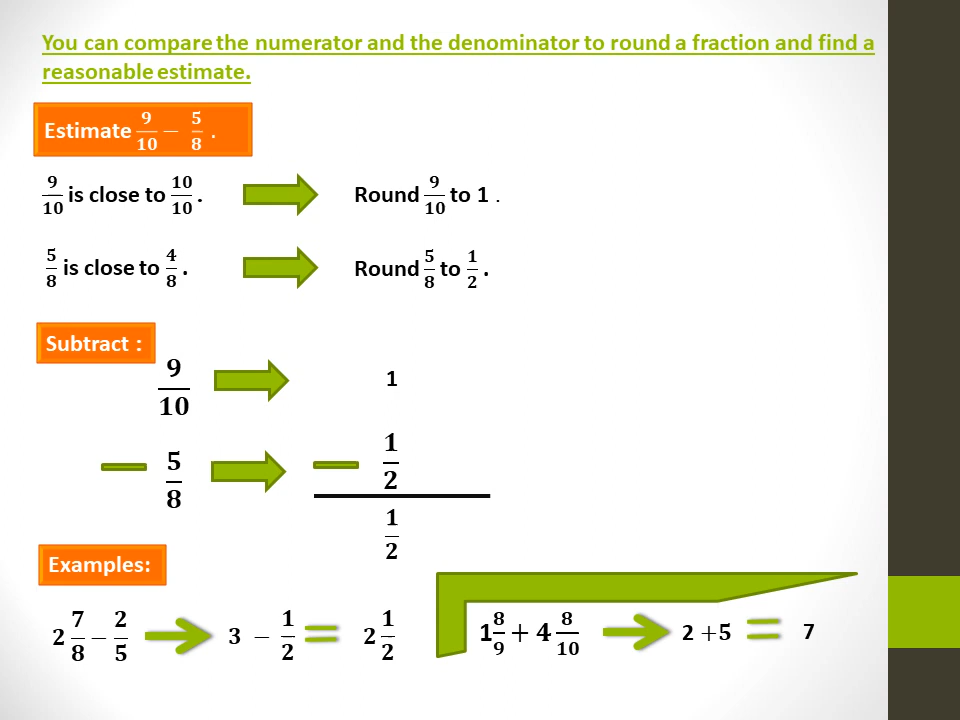 You can compare the numerator and the denominator to round a fraction and find a
reasonable estimate.
Estimate 9/10 − 5/8 .
9/10 is close to 10/10 . Round 9/10 to 1 .
5/8 is close to 4/8 . Round 5/8 to 1/2 .
Subtract :
9/10 1
− 5/8 − 1/2
1/2
Examples:
2 7/8 − 2/5 3 − 1/2 = 2 1/2 1 8/9 + 4 8/10 2 +5 = 7